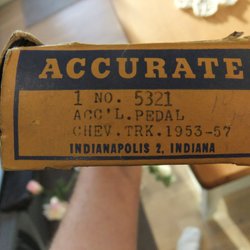 ACCURATE
1 NO. 5321
ACC'L. PEDAL
CHEV. TRK. 1953-57
INDIANAPOLIS 2, INDIANA